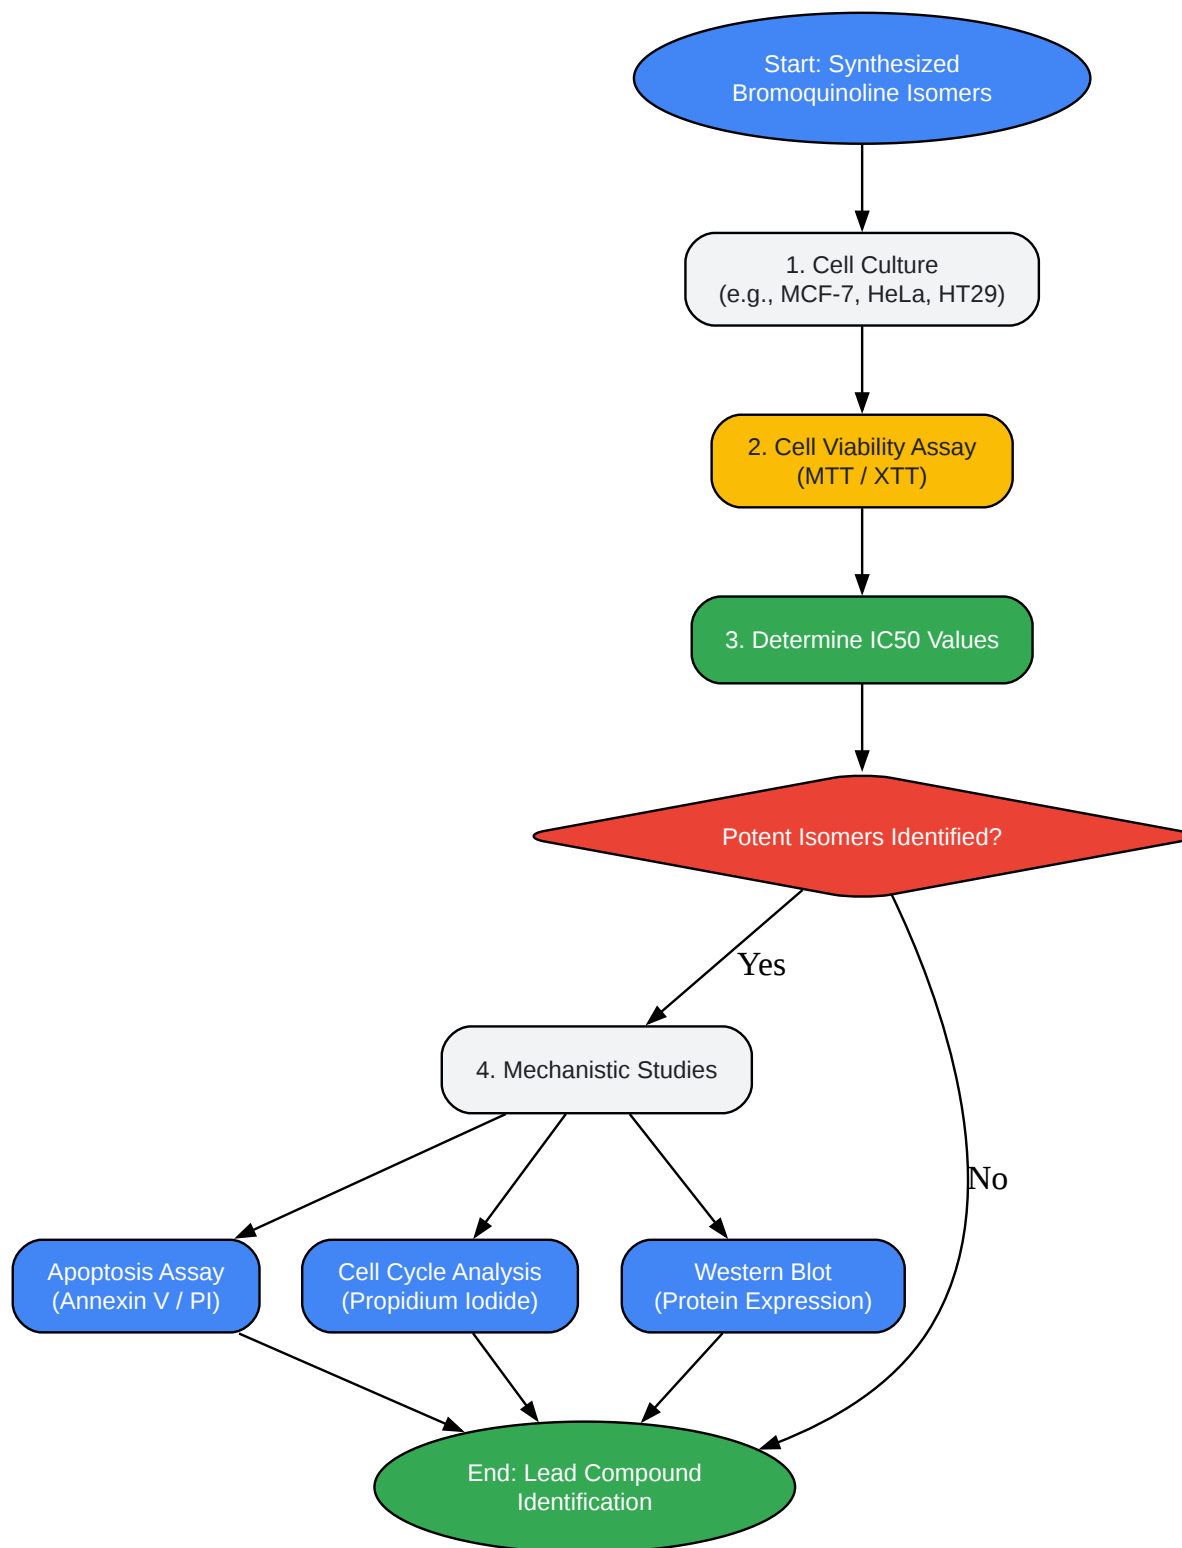 Start: Synthesized
Bromoquinoline Isomers
1. Cell Culture
(e.g., MCF-7, HeLa, HT29)
2. Cell Viability Assay
(MTT / XTT)
3. Determine IC50 Values
Potent Isomers Identified?
Yes
4. Mechanistic Studies
No
Apoptosis Assay
(Annexin V / PI)
Cell Cycle Analysis
(Propidium Iodide)
Western Blot
(Protein Expression)
End: Lead Compound
Identification